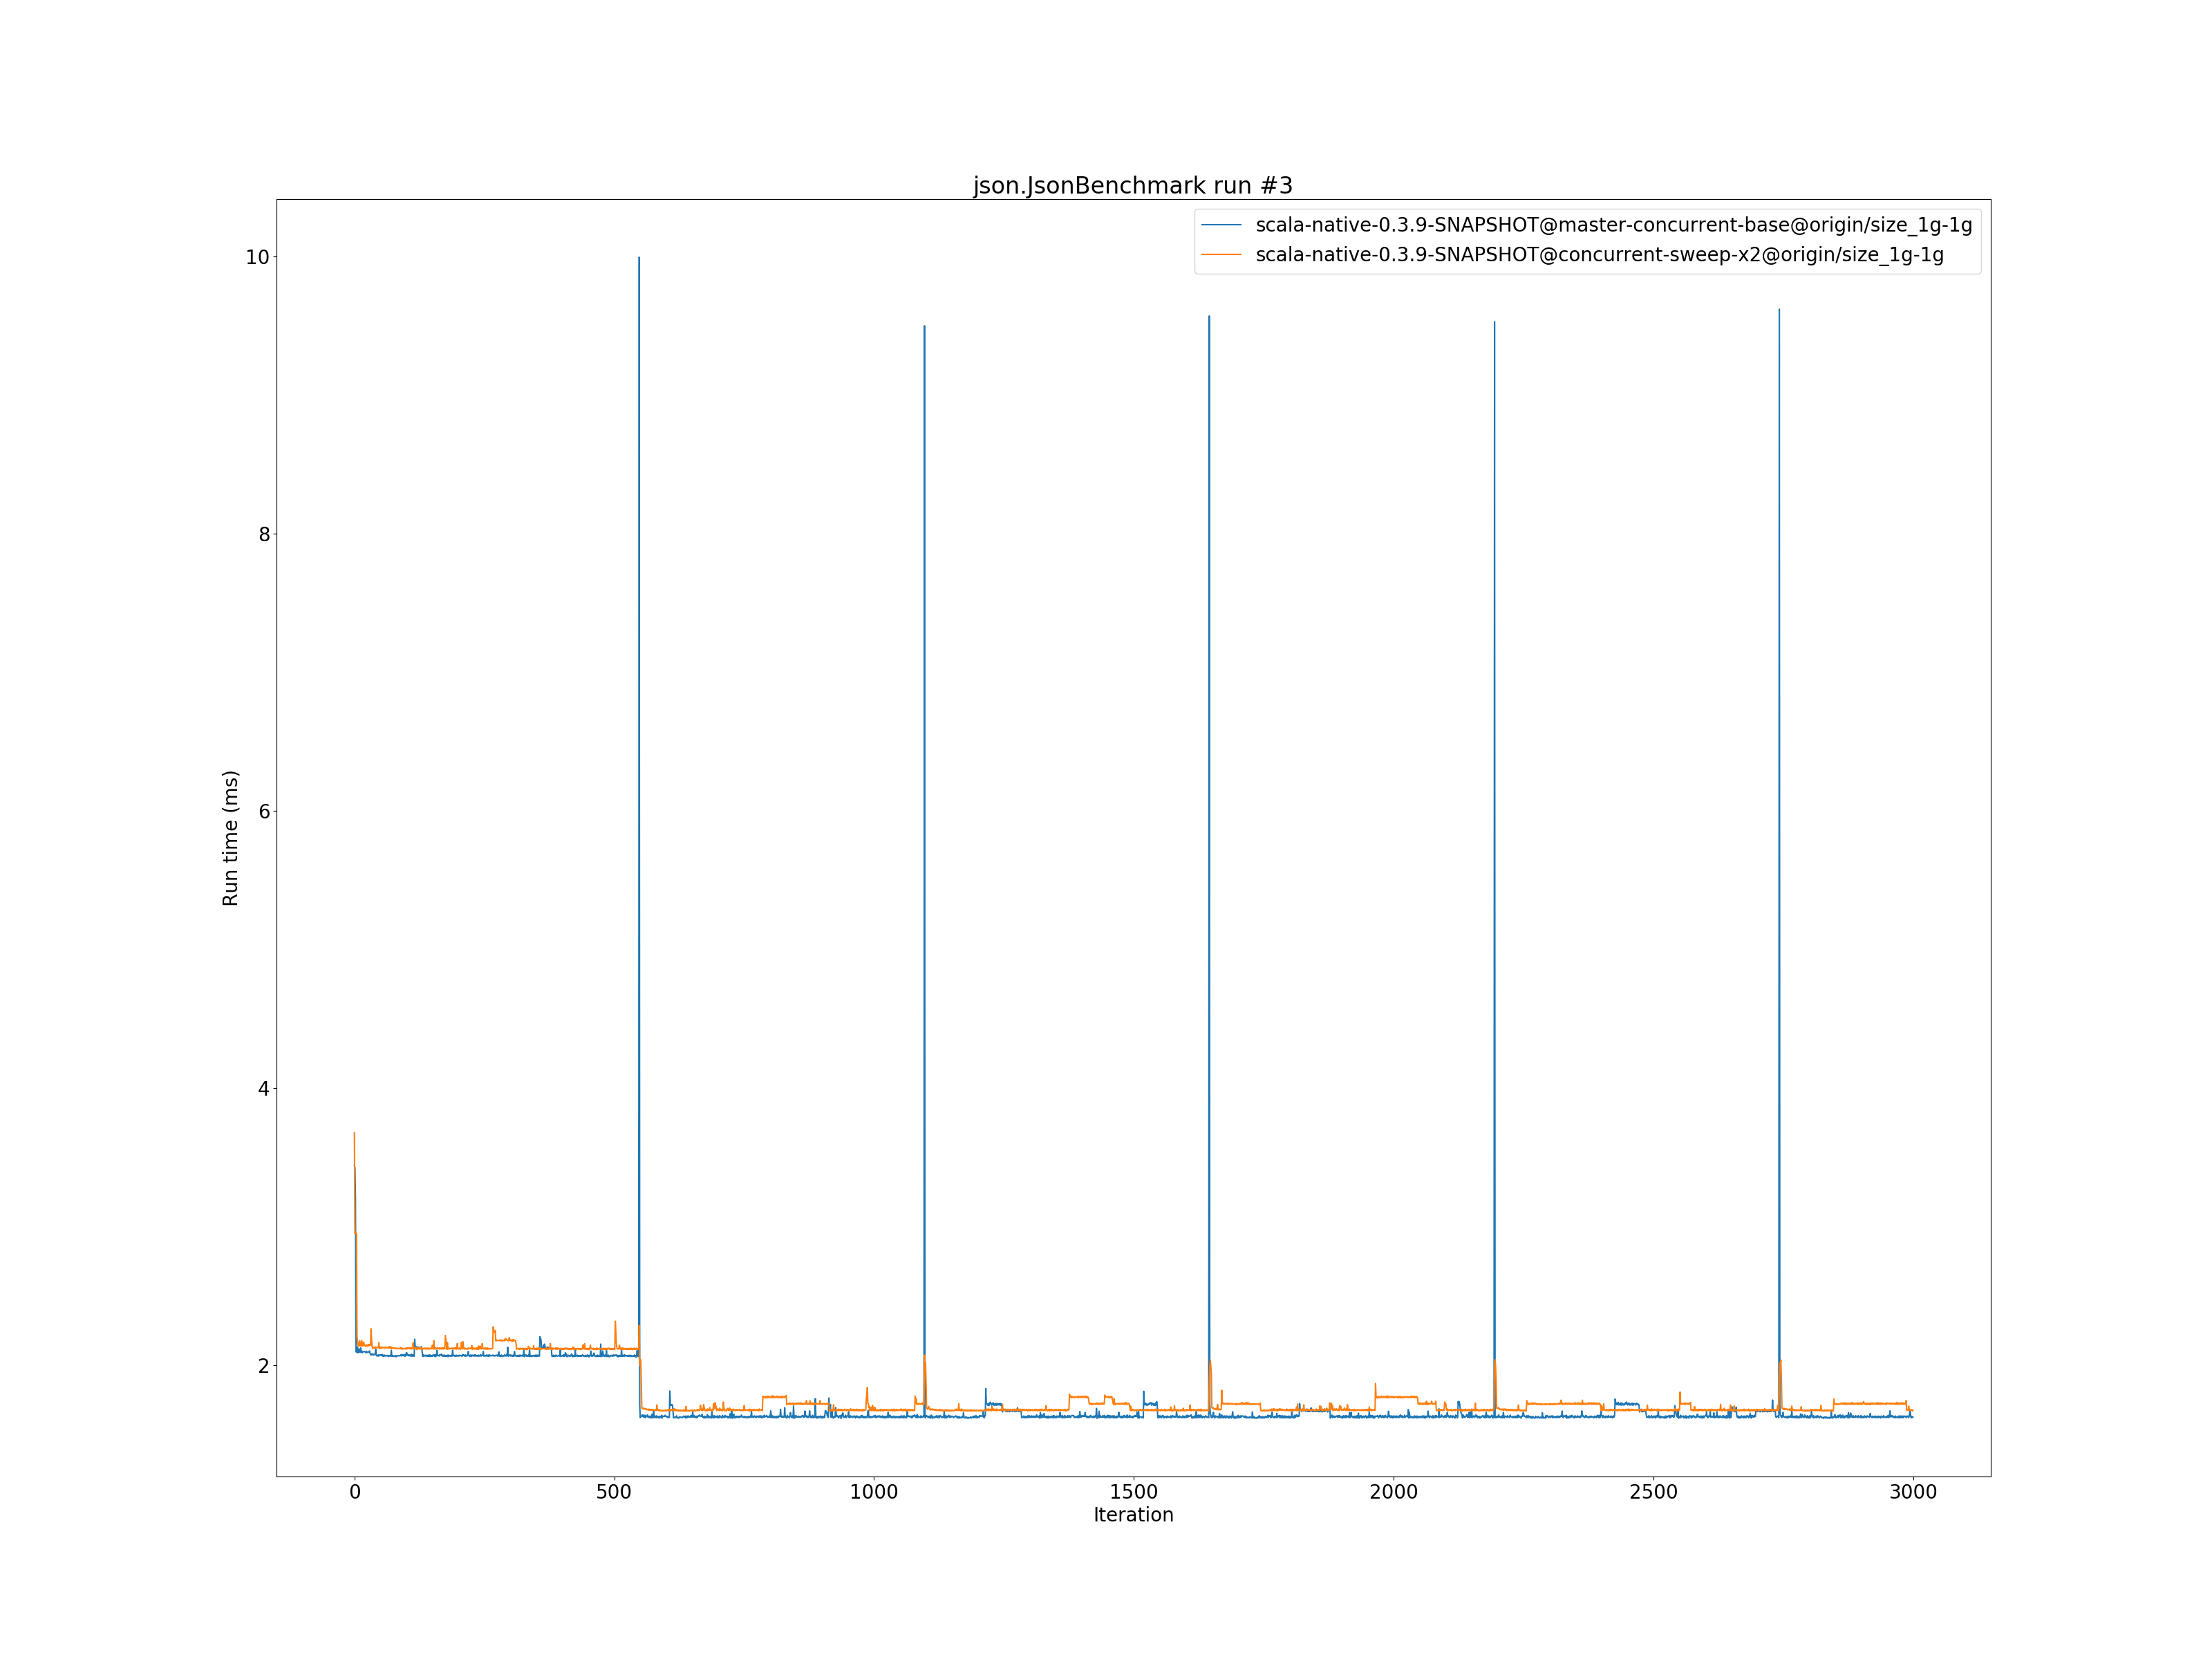 json.JsonBenchmark run #3
scala-native-0.3.9-SNAPSHOT@master-concurrent-base@origin/size_1g-1g
scala-native-0.3.9-SNAPSHOT@concurrent-sweep-x2@origin/size_1g-1g
10
8
6
4
2
Run time (ms)
0 500 1000 1500 2000 2500 3000
Iteration